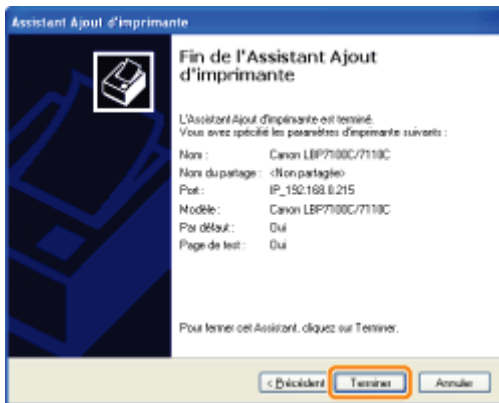 Assistant Ajout d'imprimante
Fin de l'Assistant Ajout
d'imprimante
L'Assistant Ajout d'imprimante est terminé.
Vous avez spécifié les paramètres d'imprimante suivants :
Nom : Canon LBP7100C/7110C
Nom du partage : <Non partagée>
Port : IP_192.168.0.215
Modèle : Canon LBP7100C/7110C
Par défaut : Oui
Page de test : Oui
Pour fermer cet Assistant, cliquez sur Terminer.
< Précédent Terminer Annuler